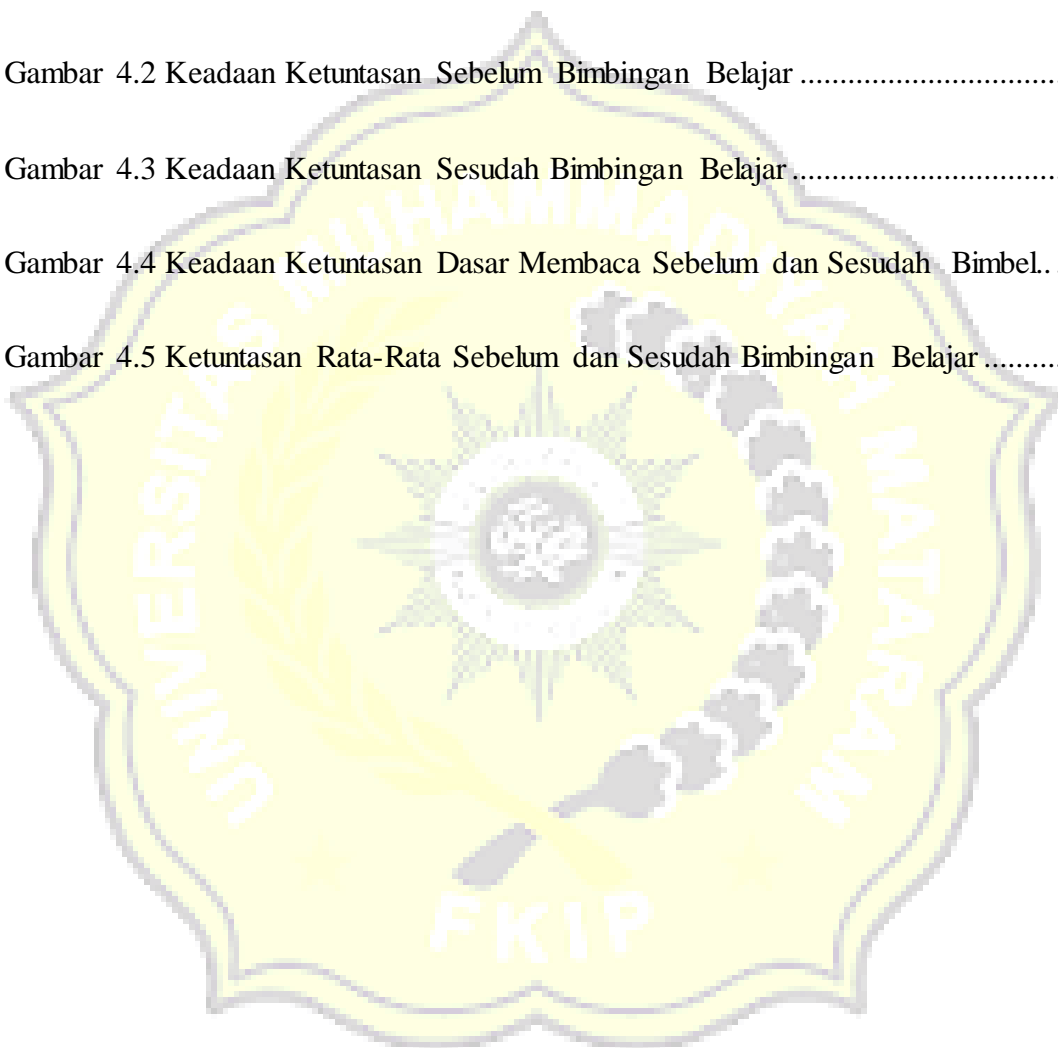 Gambar 4.2 Keadaan Ketuntasan Sebelum Bimbingan Belajar ................................
Gambar 4.3 Keadaan Ketuntasan Sesudah Bimbingan Belajar ................................
Gambar 4.4 Keadaan Ketuntasan Dasar Membaca Sebelum dan Sesudah Bimbel.. .
Gambar 4.5 Ketuntasan Rata-Rata Sebelum dan Sesudah Bimbingan Belajar ..........
UNIVERSITAS MUHAMMADIYAH MATARAM
FKIP